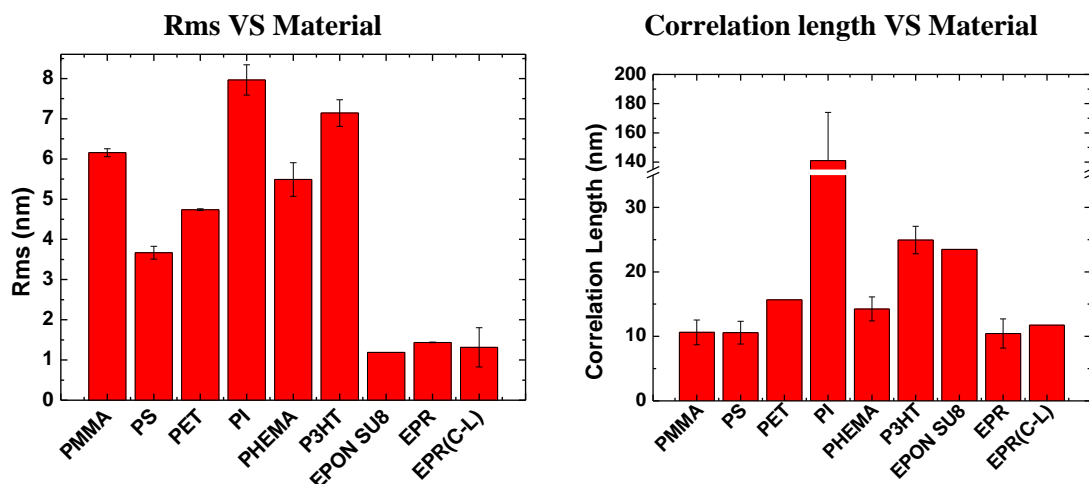 Rms VS Material
Rms (nm)
8
7
6
5
4
3
2
1
0
PMMA
PS
PET
PI
PHEMA
P3HT
EPON SU8
EPR
EPR(C-L)
Correlation length VS Material
Correlation Length (nm)
200
180
160
140
30
20
10
0
PMMA
PS
PET
PI
PHEMA
P3HT
EPON SU8
EPR
EPR(C-L)